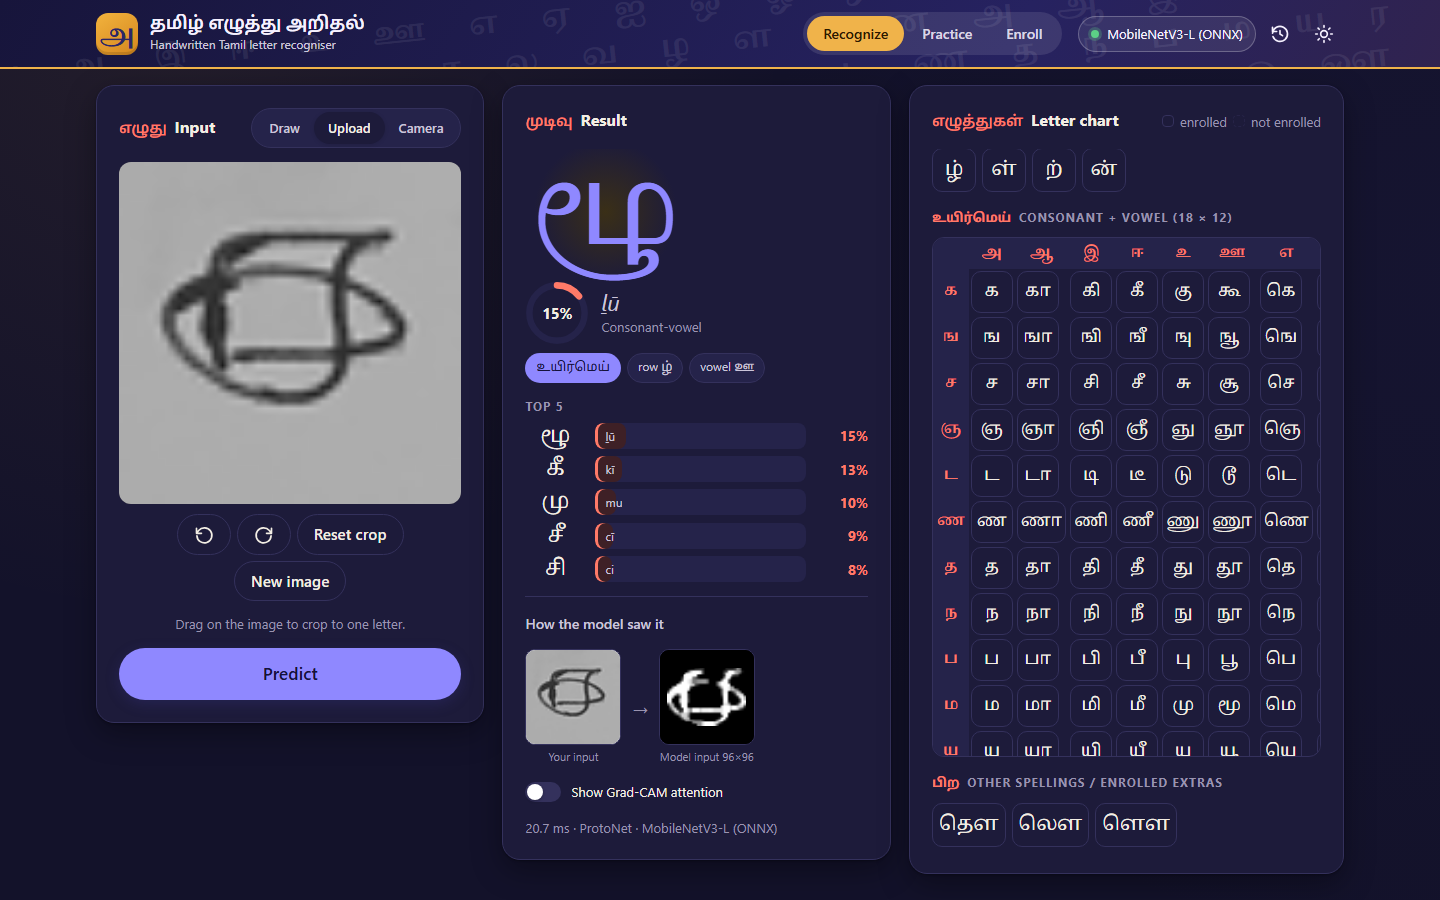 தமிழ் எழுத்து அறிதல்
Handwritten Tamil letter recogniser
Recognize Practice Enroll
MobileNetV3-L (ONNX)
எழுது Input
Draw Upload Camera
Reset crop
New image
Drag on the image to crop to one letter.
Predict
முடிவு Result
ழூ
15%
ḻū
Consonant-vowel
உயிர்மெய் row ழ் vowel ஊ
TOP 5
ழூ ḻū 15%
கீ kī 13%
மு mu 10%
சீ cī 9%
சி ci 8%
How the model saw it
→
Your input Model input 96×96
Show Grad-CAM attention
20.7 ms · ProtoNet · MobileNetV3-L (ONNX)
எழுத்துகள் Letter chart
enrolled not enrolled
ழ் ள் ற் ன்
உயிர்மெய் CONSONANT + VOWEL (18 × 12)
அ ஆ இ ஈ உ ஊ எ
க க கா கி கீ கு கூ கெ
ங ங ஙா ஙி ஙீ ஙு ஙூ ஙெ
ச ச சா சி சீ சு சூ செ
ஞ ஞ ஞா ஞி ஞீ ஞு ஞூ ஞெ
ட ட டா டி டீ டு டூ டெ
ண ண ணா ணி ணீ ணு ணூ ணெ
த த தா தி தீ து தூ தெ
ந ந நா நி நீ நு நூ நெ
ப ப பா பி பீ பு பூ பெ
ம ம மா மி மீ மு மூ மெ
ய ய யா யி யீ யு யூ யெ
பிற OTHER SPELLINGS / ENROLLED EXTRAS
தௌ லௌ ளௌ